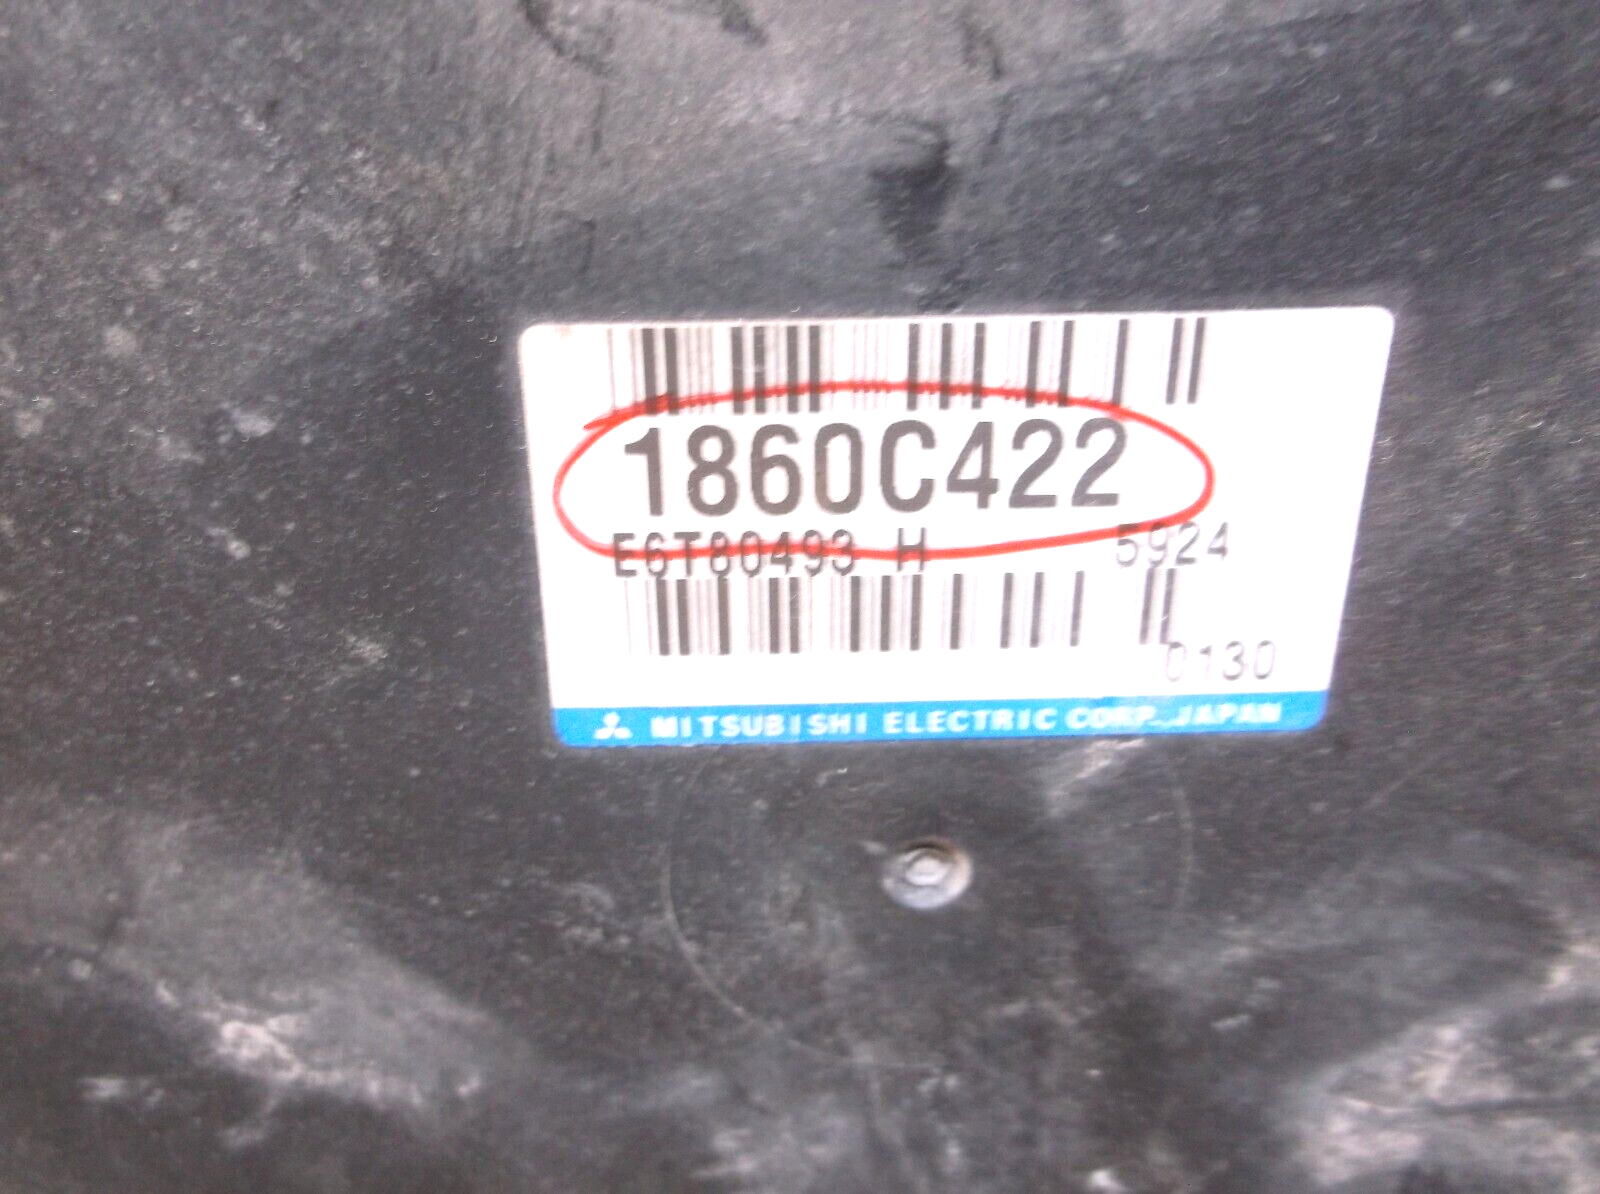 1860C422
E6T80493 H 5924
0130
MITSUBISHI ELECTRIC CORP. JAPAN